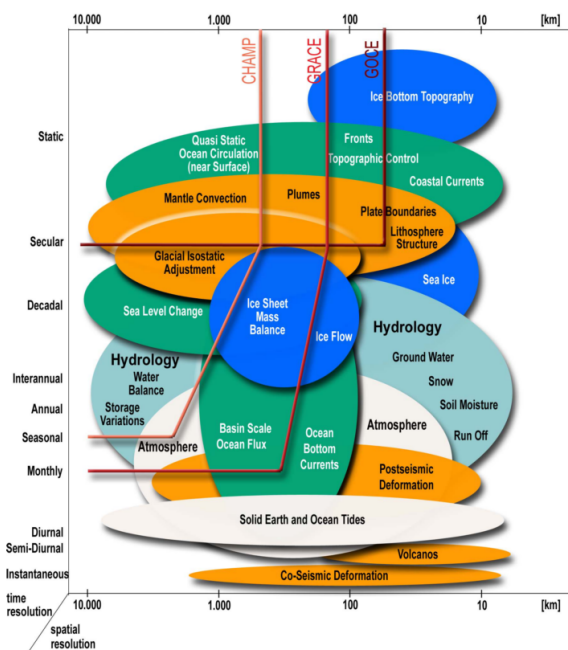 10.000 1.000 100 10 [km]
CHAMP
GRACE
GOCE
Ice Bottom Topography
Static
Quasi Static
Ocean Circulation
(near Surface)
Fronts
Topographic Control
Coastal Currents
Mantle Convection
Plumes
Plate Boundaries
Lithosphere
Structure
Secular
Glacial Isostatic
Adjustment
Sea Ice
Decadal
Sea Level Change
Ice Sheet
Mass
Balance
Ice Flow
Hydrology
Ground Water
Snow
Soil Moisture
Run Off
Hydrology
Water
Balance
Storage
Variations
Interannual
Annual
Seasonal
Atmosphere
Basin Scale
Ocean Flux
Ocean
Bottom
Currents
Atmosphere
Monthly
Postseismic
Deformation
Solid Earth and Ocean Tides
Diurnal
Semi-Diurnal
Volcanos
Instantaneous
Co-Seismic Deformation
time
resolution
10.000 1.000 100 10 [km]
spatial
resolution